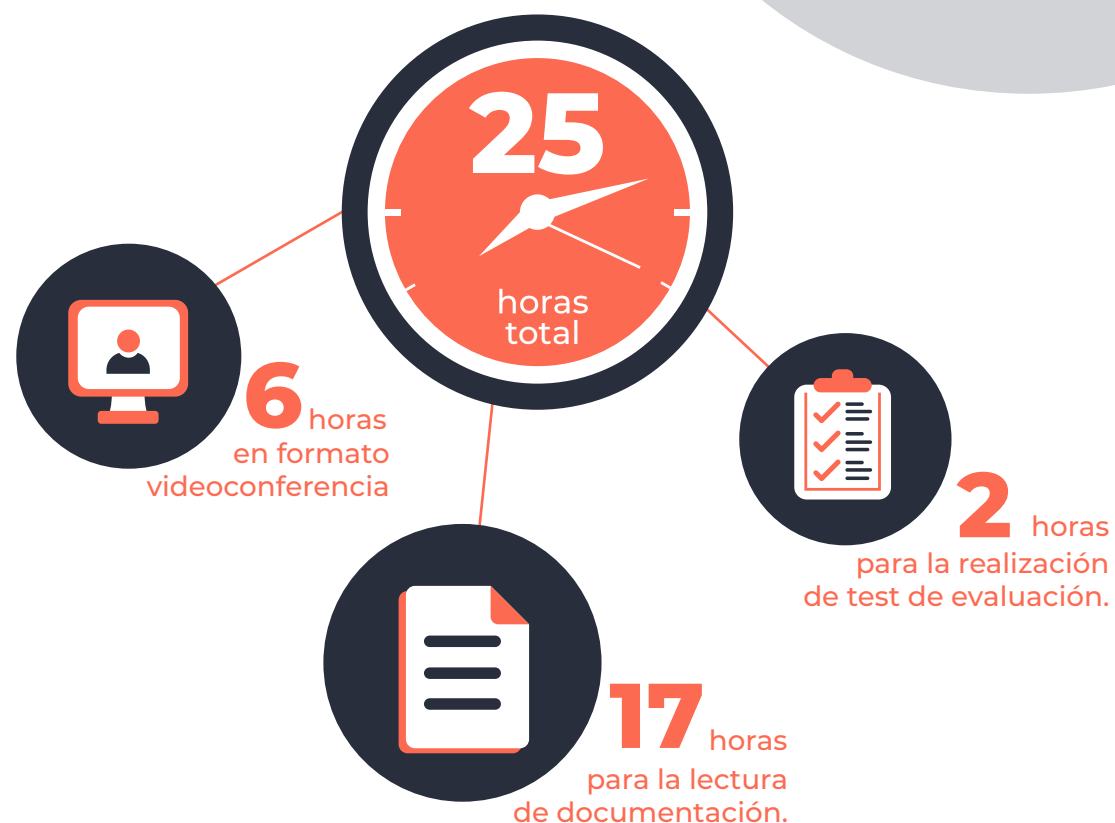 25
horas
total
6 horas
en formato
videoconferencia
2 horas
para la realización
de test de evaluación.
17 horas
para la lectura
de documentación.